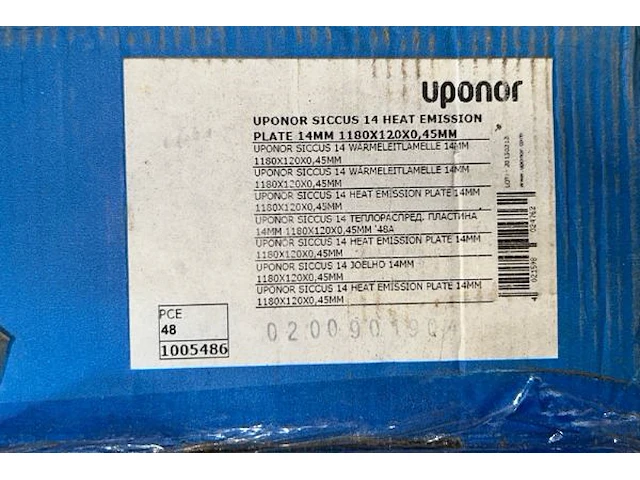 uponor
UPONOR SICCUS 14 HEAT EMISSION
PLATE 14MM 1180X120X0,45MM
UPONOR SICCUS 14 WÄRMELEITLAMELLE 14MM
1180X120X0,45MM
UPONOR SICCUS 14 WÄRMELEITLAMELLE 14MM
1180X120X0,45MM
UPONOR SICCUS 14 HEAT EMISSION PLATE 14MM
1180X120X0,45MM
UPONOR SICCUS 14 ТЕПЛОРАСПРЕД. ПЛАСТИНА
14MM 1180X120X0,45MM '48A
UPONOR SICCUS 14 HEAT EMISSION PLATE 14MM
1180X120X0,45MM
UPONOR SICCUS 14 JOELHO 14MM
1180X120X0,45MM
UPONOR SICCUS 14 HEAT EMISSION PLATE 14MM
1180X120X0,45MM
www.uponor.com
PCE
48
1005486